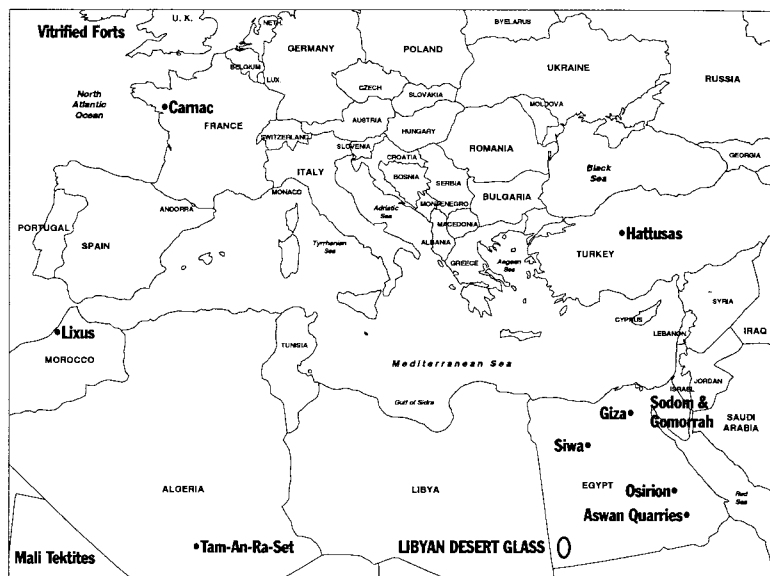 U. K.
Vitrified Forts
NETH.
GERMANY
POLAND
BYELARUS
BELGIUM
LUX.
UKRAINE
RUSSIA
CZECH
SLOVAKIA
North
Atlantic
Ocean
Carnac
FRANCE
AUSTRIA
HUNGARY
MOLDOVA
SWITZERLAND
SLOVENIA
CROATIA
ROMANIA
BOSNIA
ITALY
SERBIA
Black
Sea
GEORGIA
MONACO
BULGARIA
ANDORRA
MONTENEGRO
Adriatic
Sea
MACEDONIA
PORTUGAL
SPAIN
Tyrrhenian
Sea
ALBANIA
GREECE
Aegean
Sea
Hattusas
TURKEY
SYRIA
CYPRUS
LEBANON
IRAQ
Lixus
MOROCCO
TUNISIA
Mediterranean Sea
ISRAEL
JORDAN
Gulf of Sidra
Giza
Sodom &
Gomorrah
SAUDI
ARABIA
Siwa
ALGERIA
LIBYA
EGYPT
Osirion
Red
Sea
Aswan Quarries
Mali Tektites
Tam-An-Ra-Set
LIBYAN DESERT GLASS